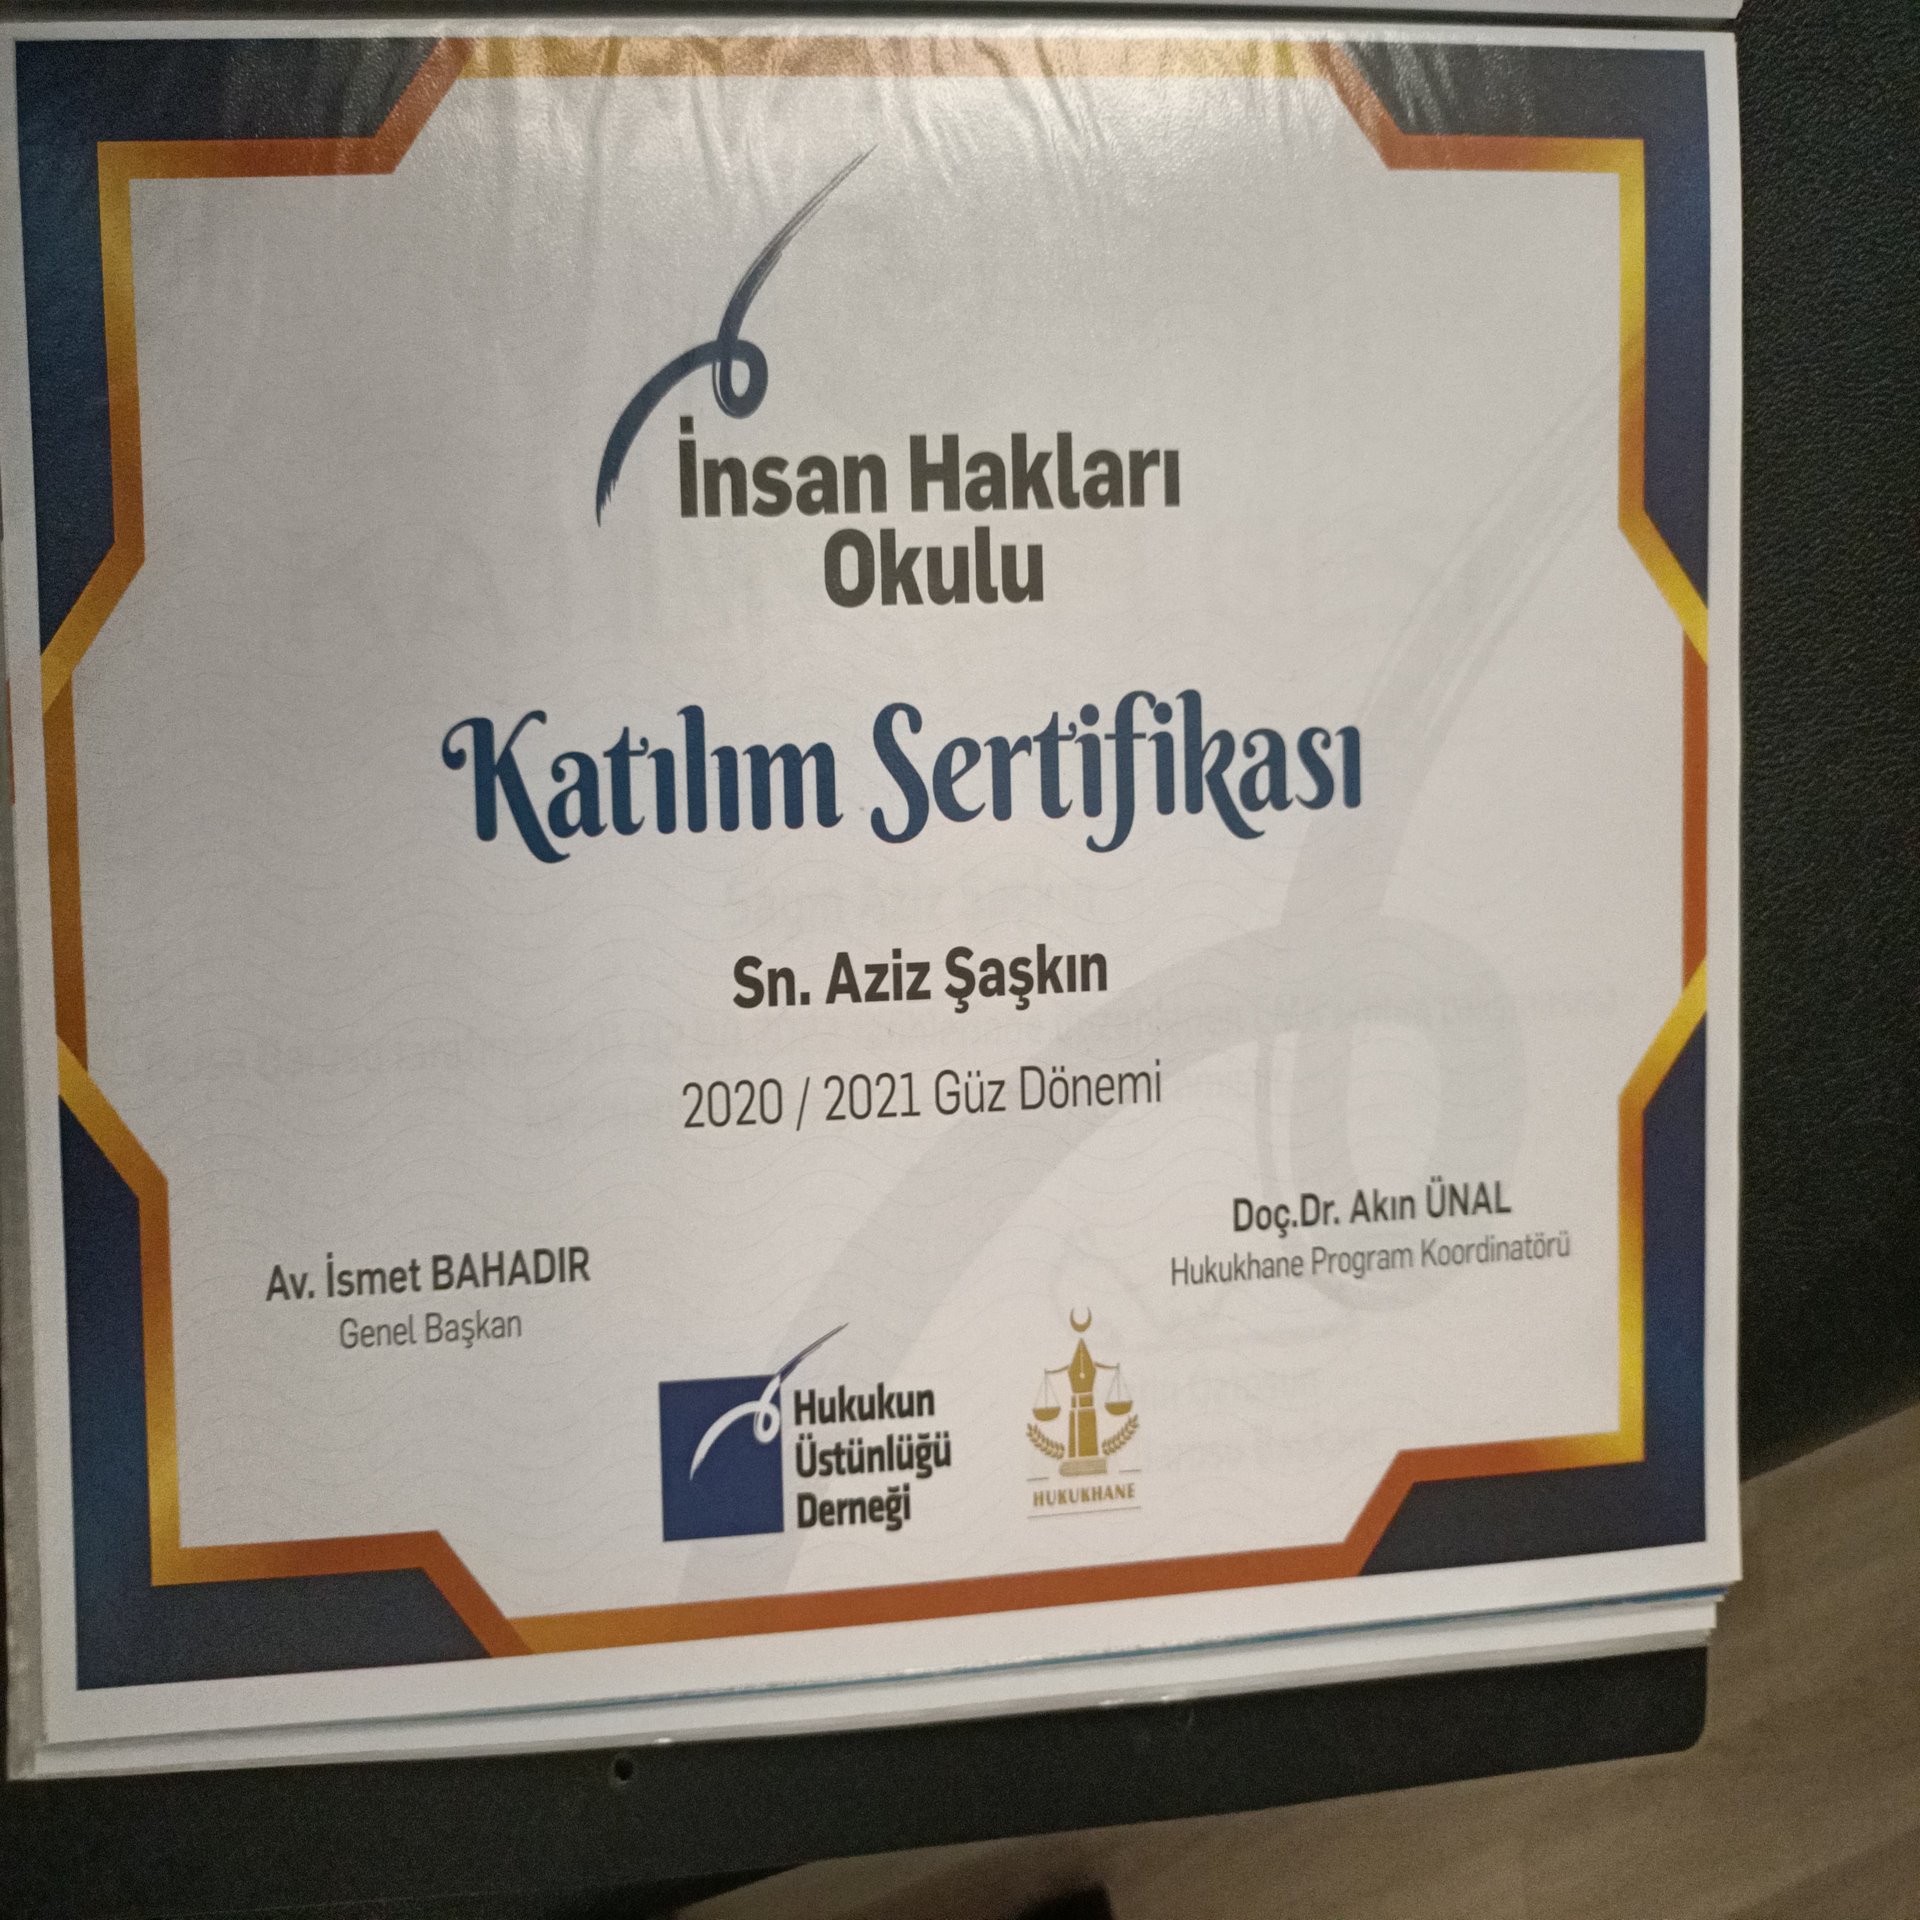 İnsan Hakları
Okulu
Katılım Sertifikası
Sn. Aziz Şaşkın
2020 / 2021 Güz Dönemi
Av. İsmet BAHADIR
Genel Başkan
Doç.Dr. Akın ÜNAL
Hukukhane Program Koordinatörü
Hukukun
Üstünlüğü
Derneği
HUKUKHANE